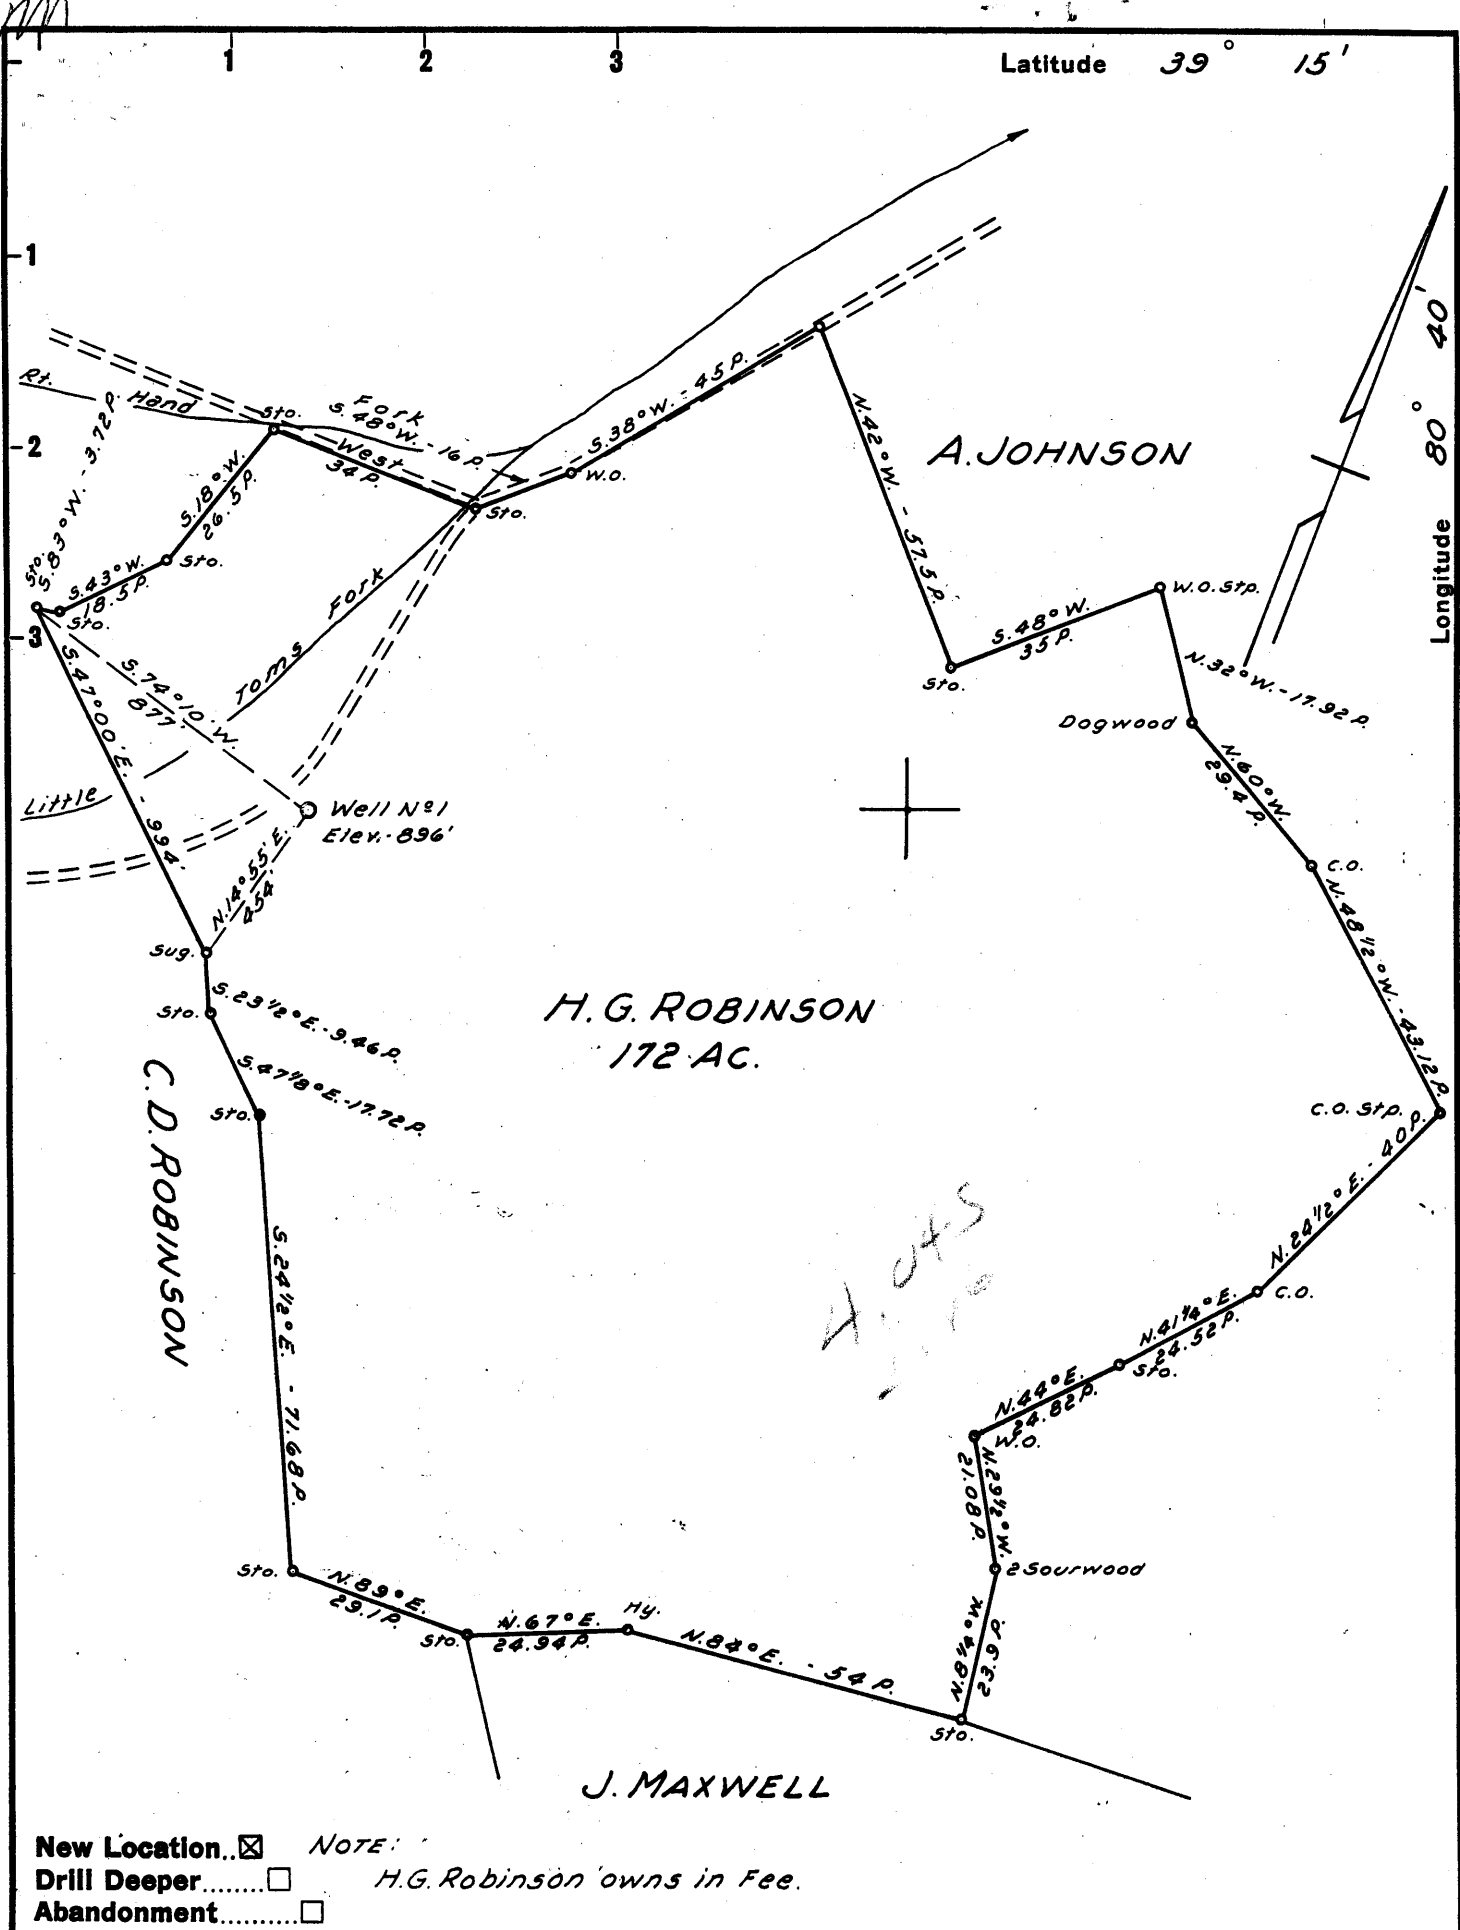 1 2 3 Latitude 39° 15'
-1
-2
-3
Longitude 80° 40'
Rt. Hand Fork
S. 48° W. - 16 P.
S. 38° W. - 45 P.
Sto.
West
34 P.
W.O.
Sto.
S. 83° W. - 3.72 P.
S. 18° W.
26.5 P.
Sto.
Sto.
S. 43° W.
18.5 P.
Sto.
N. 42° W. - 57.5 P.
A. JOHNSON
W.O. Stp.
S. 48° W.
35 P.
Sto.
N. 32° W. - 17.92 P.
Dogwood
N. 60° W.
29.4 P.
C.O.
N. 48 1/2° W. - 43.12 P.
C.O. Stp.
Little Toms Fork
S. 74° 10' W.
877'
S. 47° 00' E. - 994'
Well No 1
Elev. - 896'
N. 14° 55' E.
454'
Sug.
S. 23 1/2° E. - 9.46 P.
Sto.
S. 47 1/8° E. - 17.72 P.
Sto.
H. G. ROBINSON
172 AC.
C. D. ROBINSON
S. 24 1/2° E. - 71.68 P.
4.045
N. 24 1/2° E. - 40 P.
C.O.
N. 41 1/4° E.
24.52 P.
Sto.
N. 44° E.
24.82 P.
W.O.
N. 29 1/2° W.
21.08 P.
2 Sourwood
N. 8 1/4° W.
23.9 P.
Sto.
Sto.
N. 89° E.
29.1 P.
Sto.
N. 67° E.
24.94 P.
Hy.
N. 84° E. - 54 P.
J. MAXWELL
New Location..☒ NOTE:
Drill Deeper........☐ H.G. Robinson owns in Fee.
Abandonment..........☐